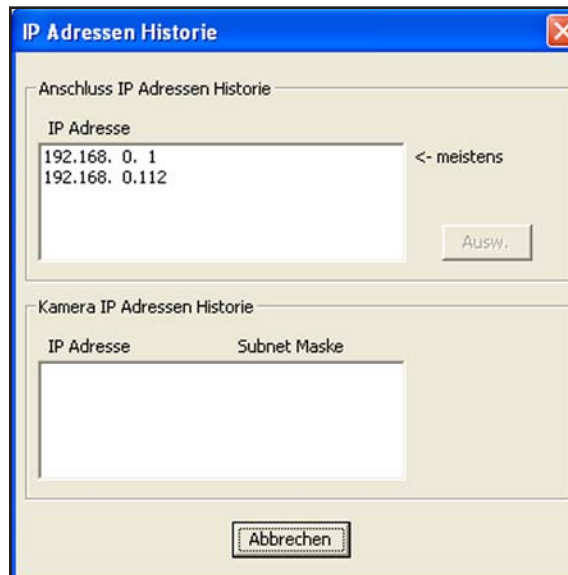 IP Adressen Historie
Anschluss IP Adressen Historie
IP Adresse
192.168. 0. 1 <- meistens
192.168. 0.112
Ausw.
Kamera IP Adressen Historie
IP Adresse Subnet Maske
Abbrechen